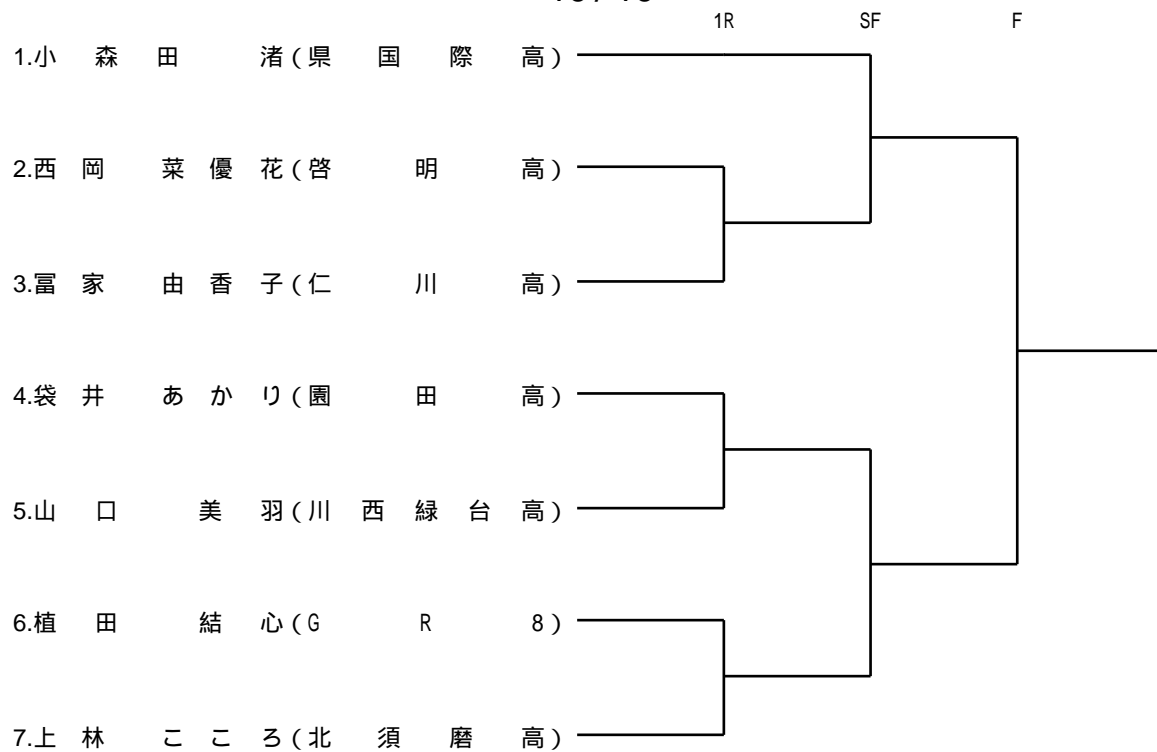 1R SF F
1.小森田 渚(県国際高)
2.西岡 菜優花(啓明高)
3.冨家 由香子(仁川高)
4.袋井 あかり(園田高)
5.山口 美羽(川西緑台高)
6.植田 結心(GR8)
7.上林 こころ(北須磨高)